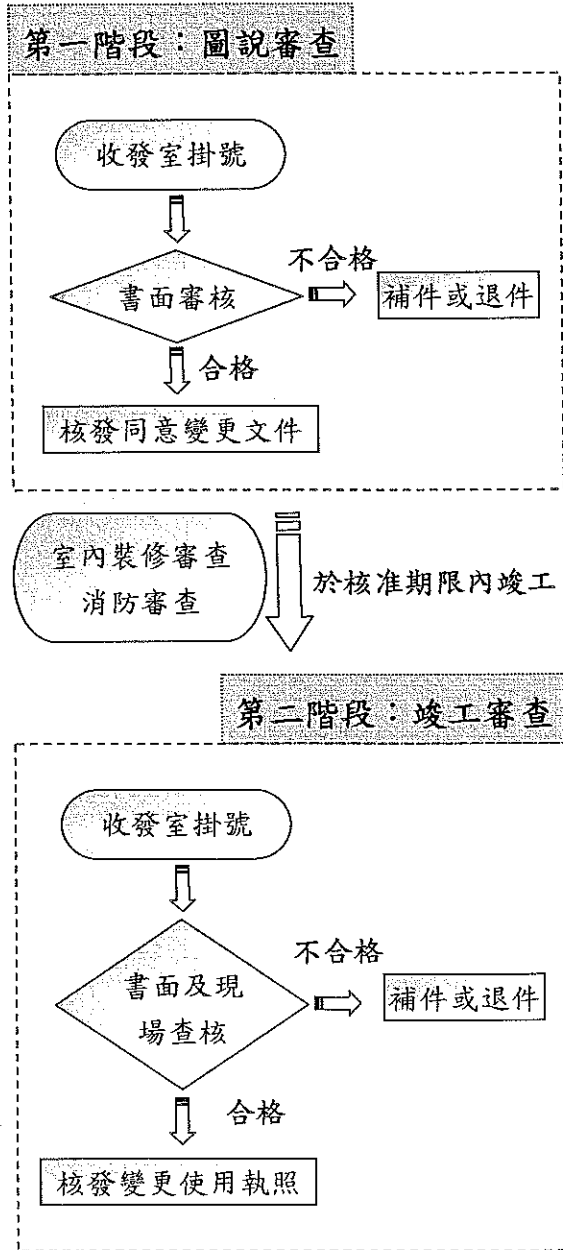 第一階段：圖說審查
收發室掛號
不合格
書面審核
補件或退件
合格
核發同意變更文件
室內裝修審查
消防審查
於核准期限內竣工
第二階段：竣工審查
收發室掛號
不合格
書面及現
場查核
補件或退件
合格
核發變更使用執照